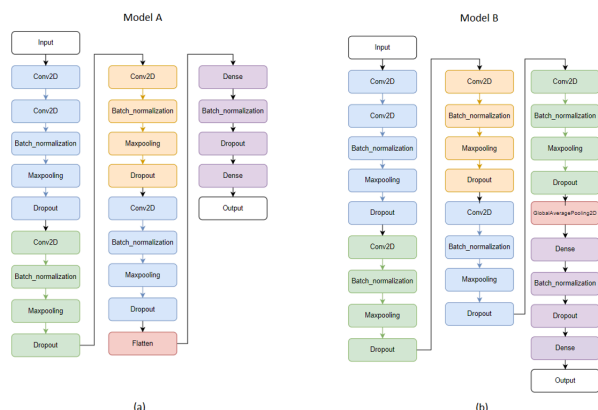 Model A
Input
Conv2D
Conv2D
Batch_normalization
Maxpooling
Dropout
Conv2D
Batch_normalization
Maxpooling
Dropout
Conv2D
Batch_normalization
Maxpooling
Dropout
Conv2D
Batch_normalization
Maxpooling
Dropout
Flatten
Dense
Batch_normalization
Dropout
Dense
Output
(a)
Model B
Input
Conv2D
Conv2D
Batch_normalization
Maxpooling
Dropout
Conv2D
Batch_normalization
Maxpooling
Dropout
Conv2D
Batch_normalization
Maxpooling
Dropout
Conv2D
Batch_normalization
Maxpooling
Dropout
Conv2D
Batch_normalization
Maxpooling
Dropout
GlobalAveragePooling2D
Dense
Batch_normalization
Dropout
Dense
Output
(b)